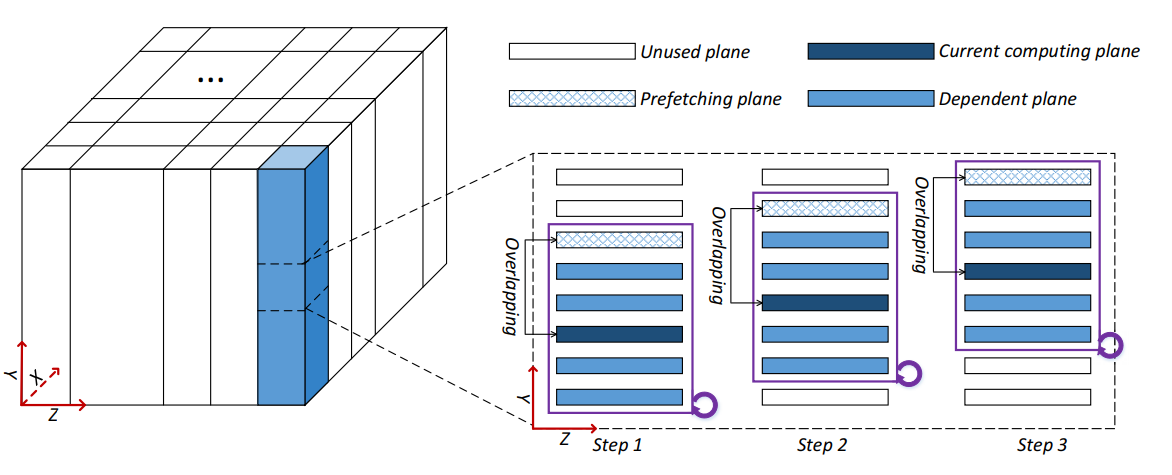 ...
Unused plane
Current computing plane
Prefetching plane
Dependent plane
Overlapping
Overlapping
Overlapping
Y
X
Z
Y
Z
Step 1
Step 2
Step 3